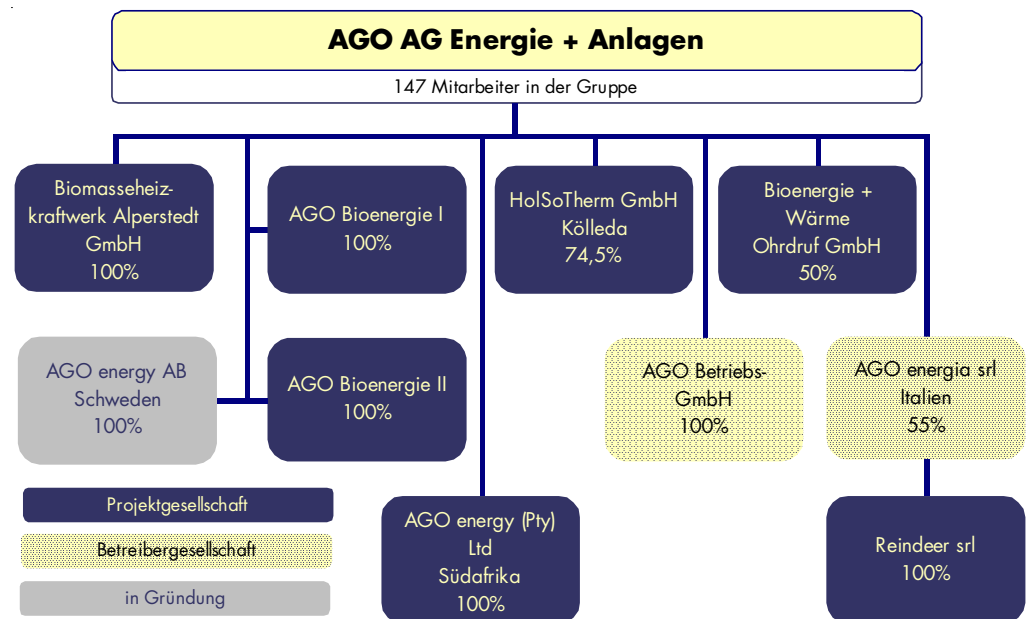 AGO AG Energie + Anlagen
147 Mitarbeiter in der Gruppe
Biomasseheiz-
kraftwerk Alperstedt
GmbH
100%
AGO Bioenergie I
100%
HolSoTherm GmbH
Kölleda
74,5%
Bioenergie +
Wärme
Ohrdruf GmbH
50%
AGO energy AB
Schweden
100%
AGO Bioenergie II
100%
AGO Betriebs-
GmbH
100%
AGO energia srl
Italien
55%
Projektgesellschaft
Betreibergesellschaft
in Gründung
AGO energy (Pty)
Ltd
Südafrika
100%
Reindeer srl
100%